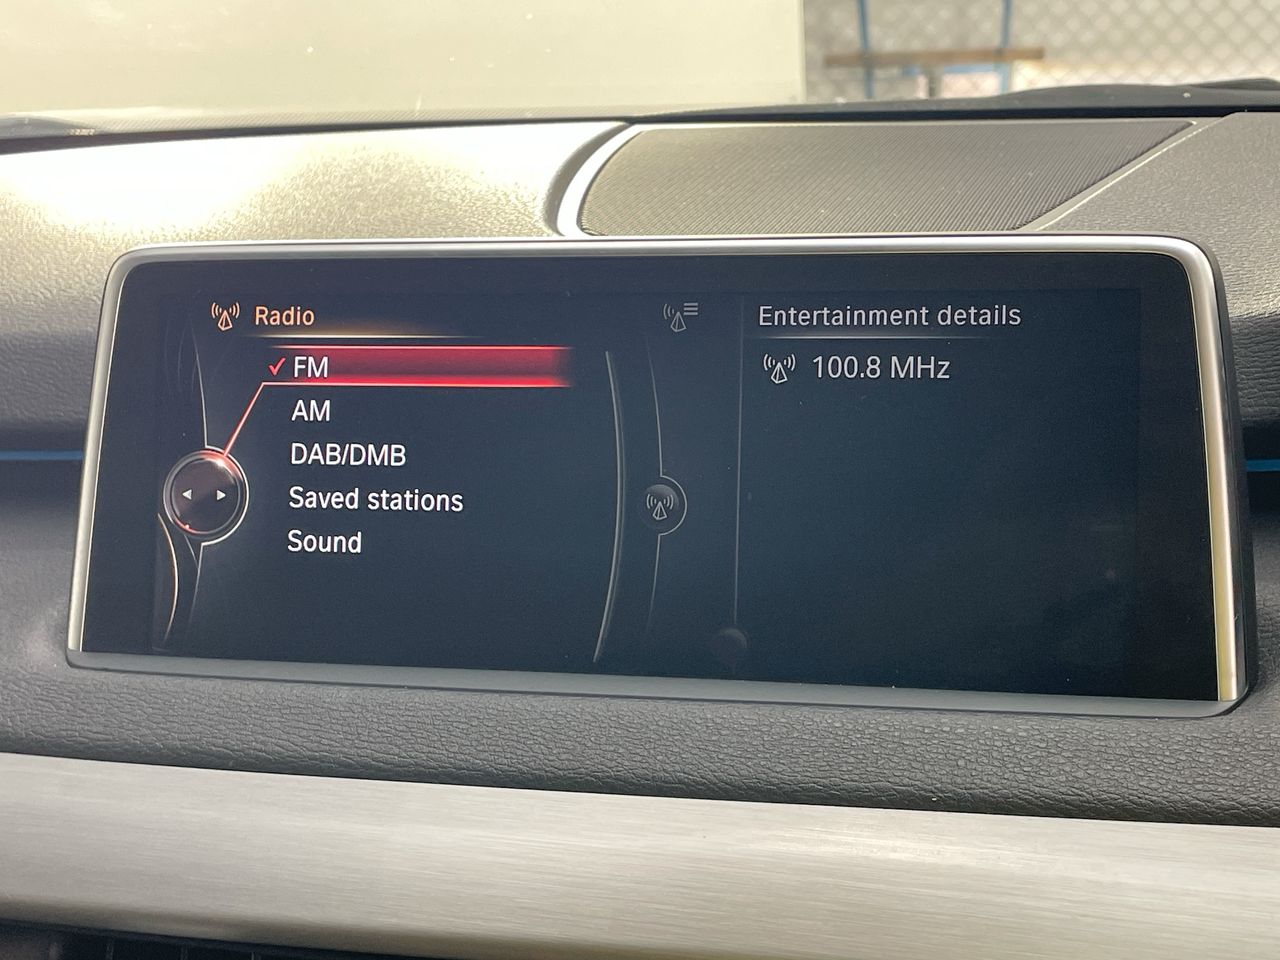 Radio
FM
AM
DAB/DMB
Saved stations
Sound
Entertainment details
100.8 MHz